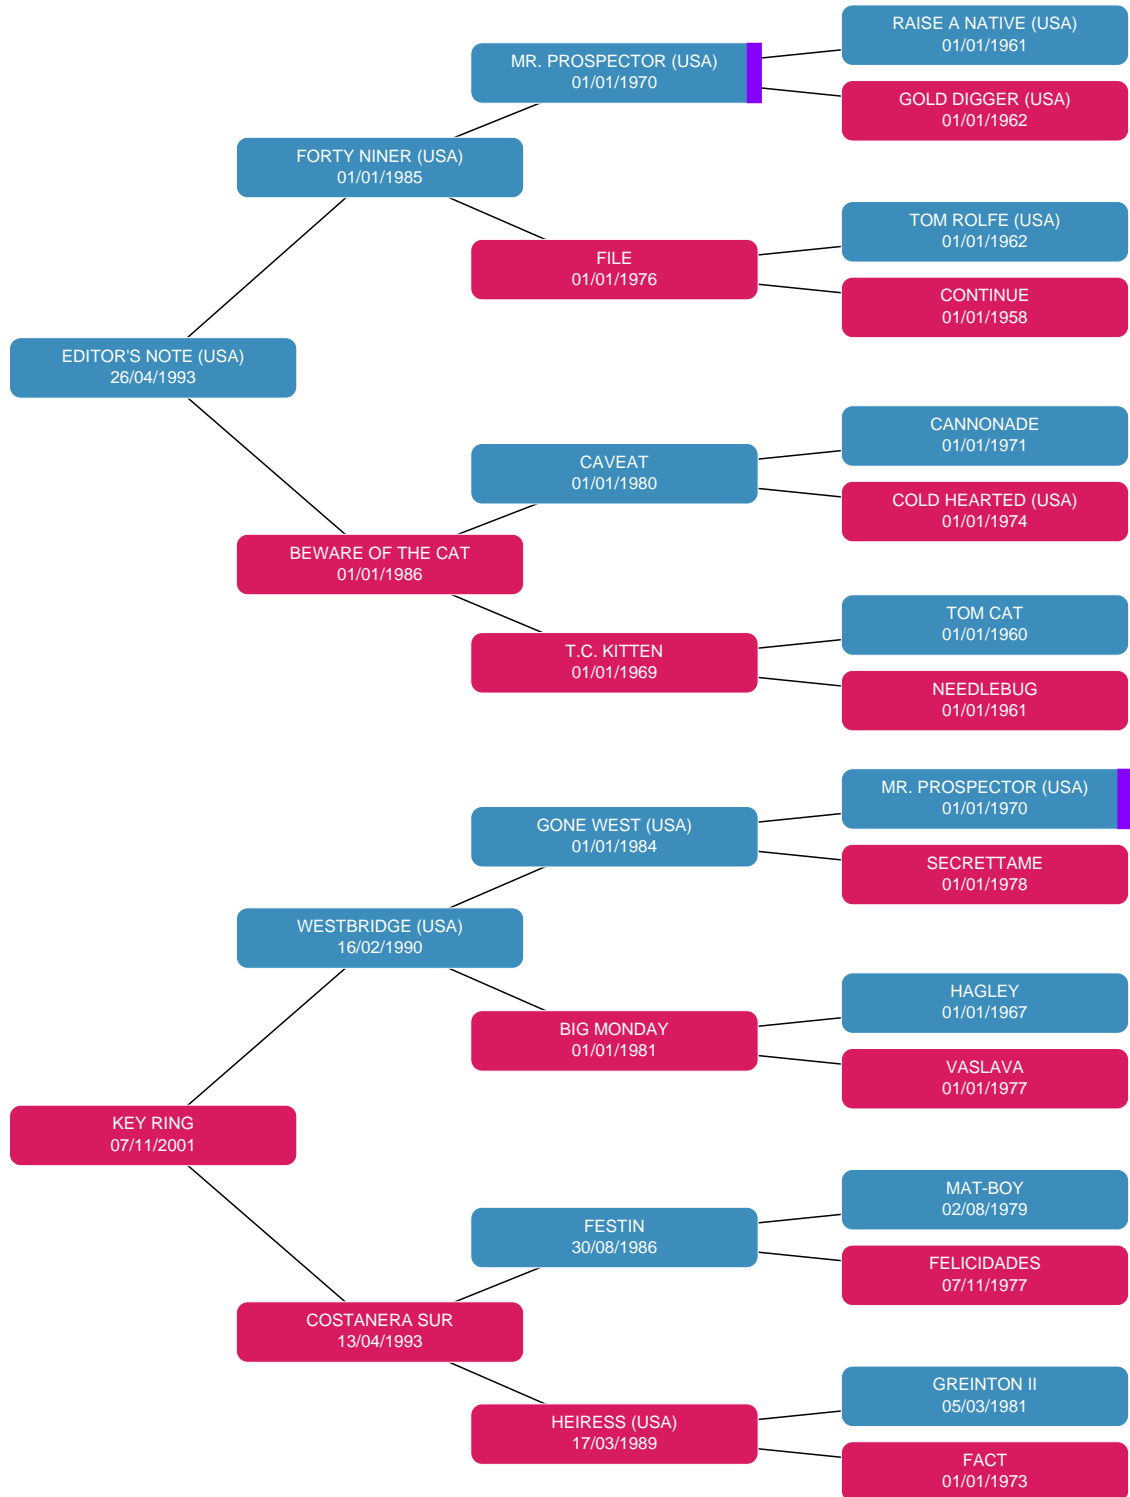 RAISE A NATIVE (USA)
01/01/1961
MR. PROSPECTOR (USA)
01/01/1970
GOLD DIGGER (USA)
01/01/1962
FORTY NINER (USA)
01/01/1985
TOM ROLFE (USA)
01/01/1962
FILE
01/01/1976
CONTINUE
01/01/1958
EDITOR'S NOTE (USA)
26/04/1993
CANNONADE
01/01/1971
CAVEAT
01/01/1980
COLD HEARTED (USA)
01/01/1974
BEWARE OF THE CAT
01/01/1986
TOM CAT
01/01/1960
T.C. KITTEN
01/01/1969
NEEDLEBUG
01/01/1961
MR. PROSPECTOR (USA)
01/01/1970
GONE WEST (USA)
01/01/1984
SECRETTAME
01/01/1978
WESTBRIDGE (USA)
16/02/1990
HAGLEY
01/01/1967
BIG MONDAY
01/01/1981
VASLAVA
01/01/1977
KEY RING
07/11/2001
MAT-BOY
02/08/1979
FESTIN
30/08/1986
FELICIDADES
07/11/1977
COSTANERA SUR
13/04/1993
GREINTON II
05/03/1981
HEIRESS (USA)
17/03/1989
FACT
01/01/1973